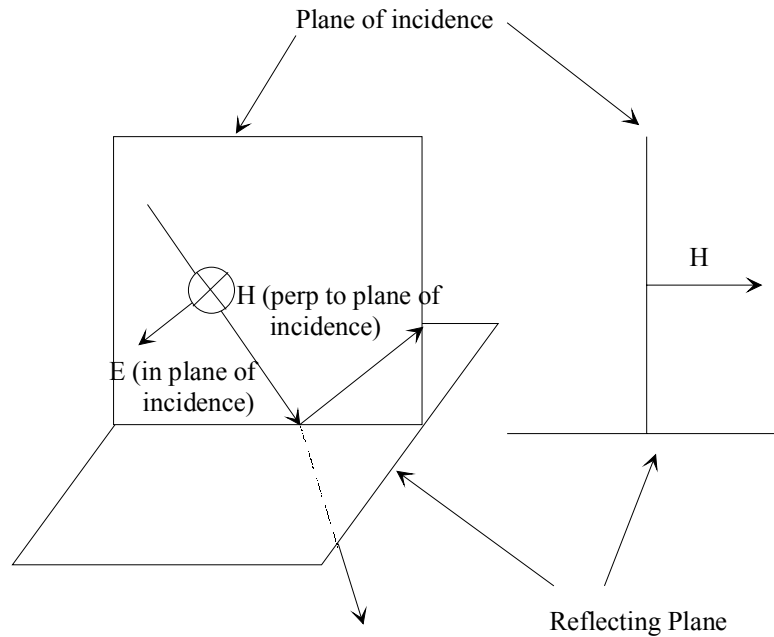 Plane of incidence
H
H (perp to plane of
incidence)
E (in plane of
incidence)
Reflecting Plane